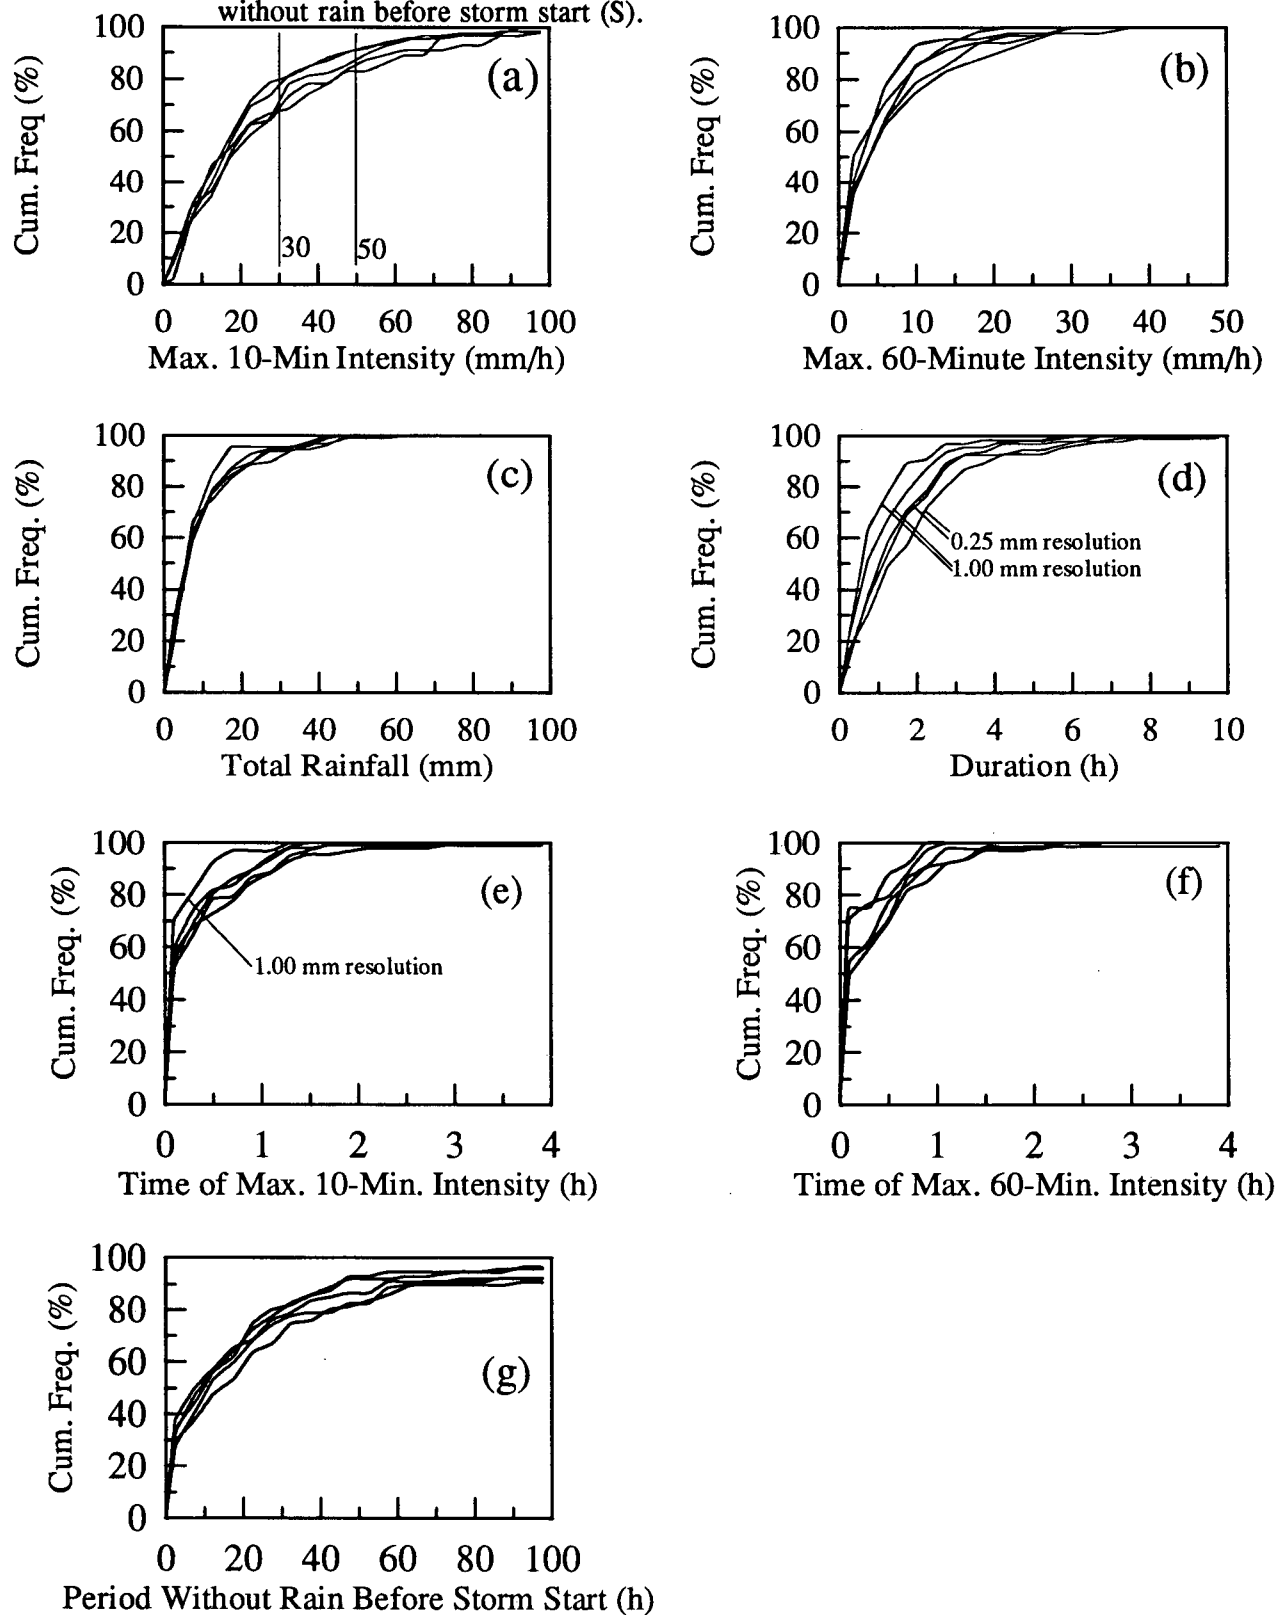 without rain before storm start (S).
100
80
60
40
20
0
Cum. Freq (%)
(a)
30
50
0 20 40 60 80 100
Max. 10-Min Intensity (mm/h)
100
80
60
40
20
0
Cum. Freq (%)
(b)
0 10 20 30 40 50
Max. 60-Minute Intensity (mm/h)
100
80
60
40
20
0
Cum. Freq. (%)
(c)
0 20 40 60 80 100
Total Rainfall (mm)
100
80
60
40
20
0
Cum. Freq. (%)
(d)
0.25 mm resolution
1.00 mm resolution
0 2 4 6 8 10
Duration (h)
100
80
60
40
20
0
Cum. Freq. (%)
(e)
1.00 mm resolution
0 1 2 3 4
Time of Max. 10-Min. Intensity (h)
100
80
60
40
20
0
Cum. Freq. (%)
(f)
0 1 2 3 4
Time of Max. 60-Min. Intensity (h)
100
80
60
40
20
0
Cum. Freq. (%)
(g)
0 20 40 60 80 100
Period Without Rain Before Storm Start (h)